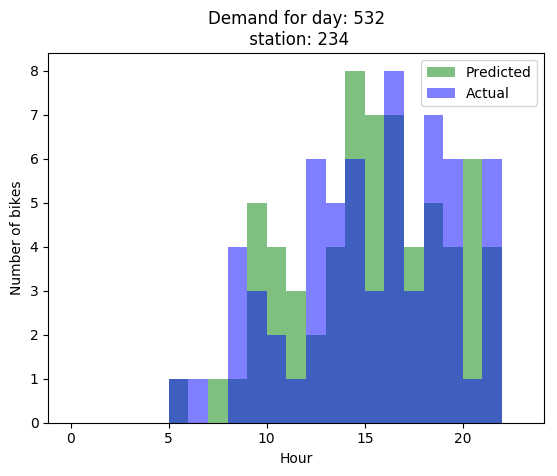 Demand for day: 532
station: 234
Predicted
Actual
8
7
6
5
4
3
2
1
0
Number of bikes
0 5 10 15 20
Hour